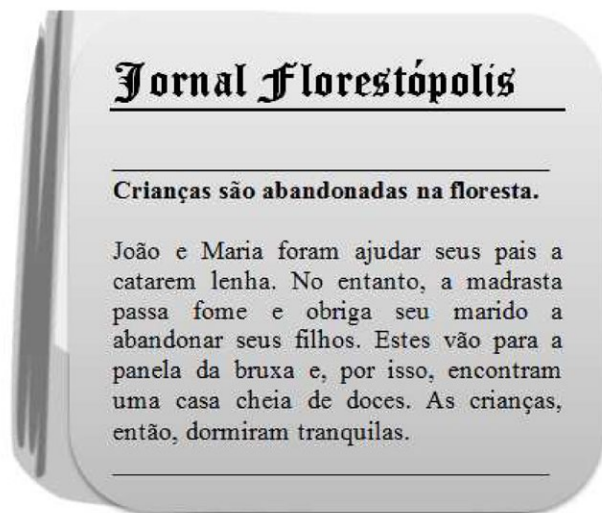 Jornal Florestópolis
Crianças são abandonadas na floresta.
João e Maria foram ajudar seus pais a
catarem lenha. No entanto, a madrasta
passa fome e obriga seu marido a
abandonar seus filhos. Estes vão para a
panela da bruxa e, por isso, encontram
uma casa cheia de doces. As crianças,
então, dormiram tranquilas.